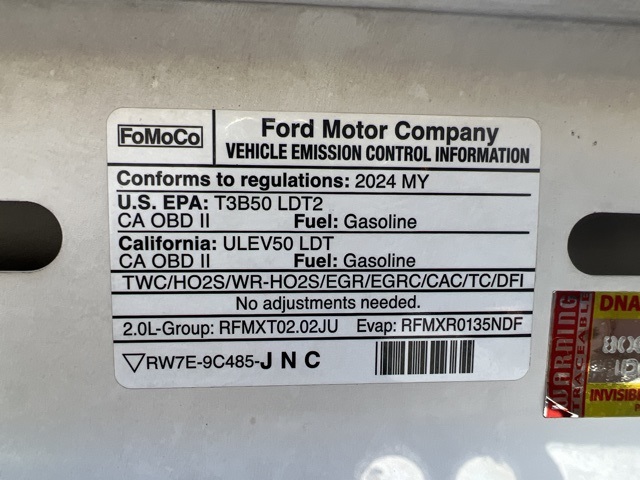 FoMoCo
Ford Motor Company
VEHICLE EMISSION CONTROL INFORMATION
Conforms to regulations: 2024 MY
U.S. EPA: T3B50 LDT2
CA OBD II Fuel: Gasoline
California: ULEV50 LDT
CA OBD II Fuel: Gasoline
TWC/HO2S/WR-HO2S/EGR/EGRC/CAC/TC/DFI
No adjustments needed.
2.0L-Group: RFMXT02.02JU Evap: RFMXR0135NDF
RW7E-9C485-J N C
WARNING
TRACEABLE
DNA